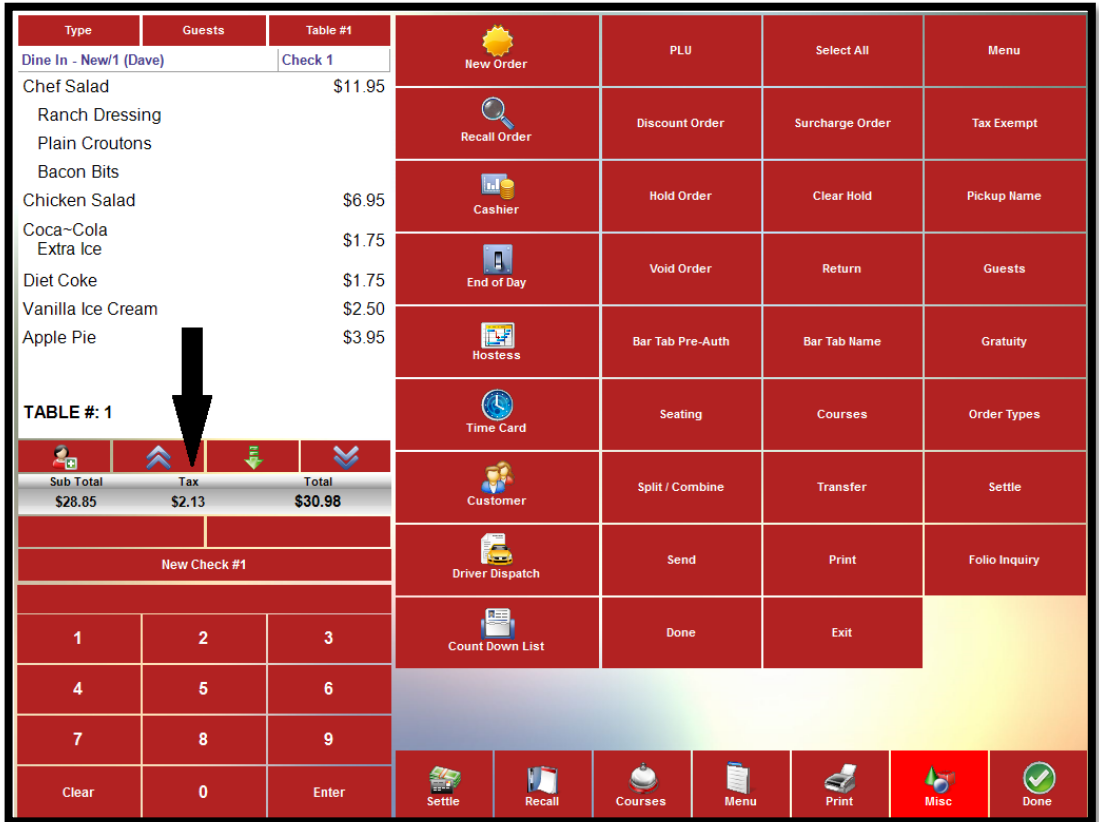 Type Guests Table #1
Dine In - New/1 (Dave) Check 1
Chef Salad $11.95
Ranch Dressing
Plain Croutons
Bacon Bits
Chicken Salad $6.95
Coca~Cola
Extra Ice $1.75
Diet Coke $1.75
Vanilla Ice Cream $2.50
Apple Pie $3.95
TABLE #: 1
Sub Total Tax Total
$28.85 $2.13 $30.98
New Check #1
1 2 3
4 5 6
7 8 9
Clear 0 Enter
New Order PLU Select All Menu
Recall Order Discount Order Surcharge Order Tax Exempt
Cashier Hold Order Clear Hold Pickup Name
End of Day Void Order Return Guests
Hostess Bar Tab Pre-Auth Bar Tab Name Gratuity
Time Card Seating Courses Order Types
Customer Split / Combine Transfer Settle
Driver Dispatch Send Print Folio Inquiry
Count Down List Done Exit
Settle Recall Courses Menu Print Misc Done